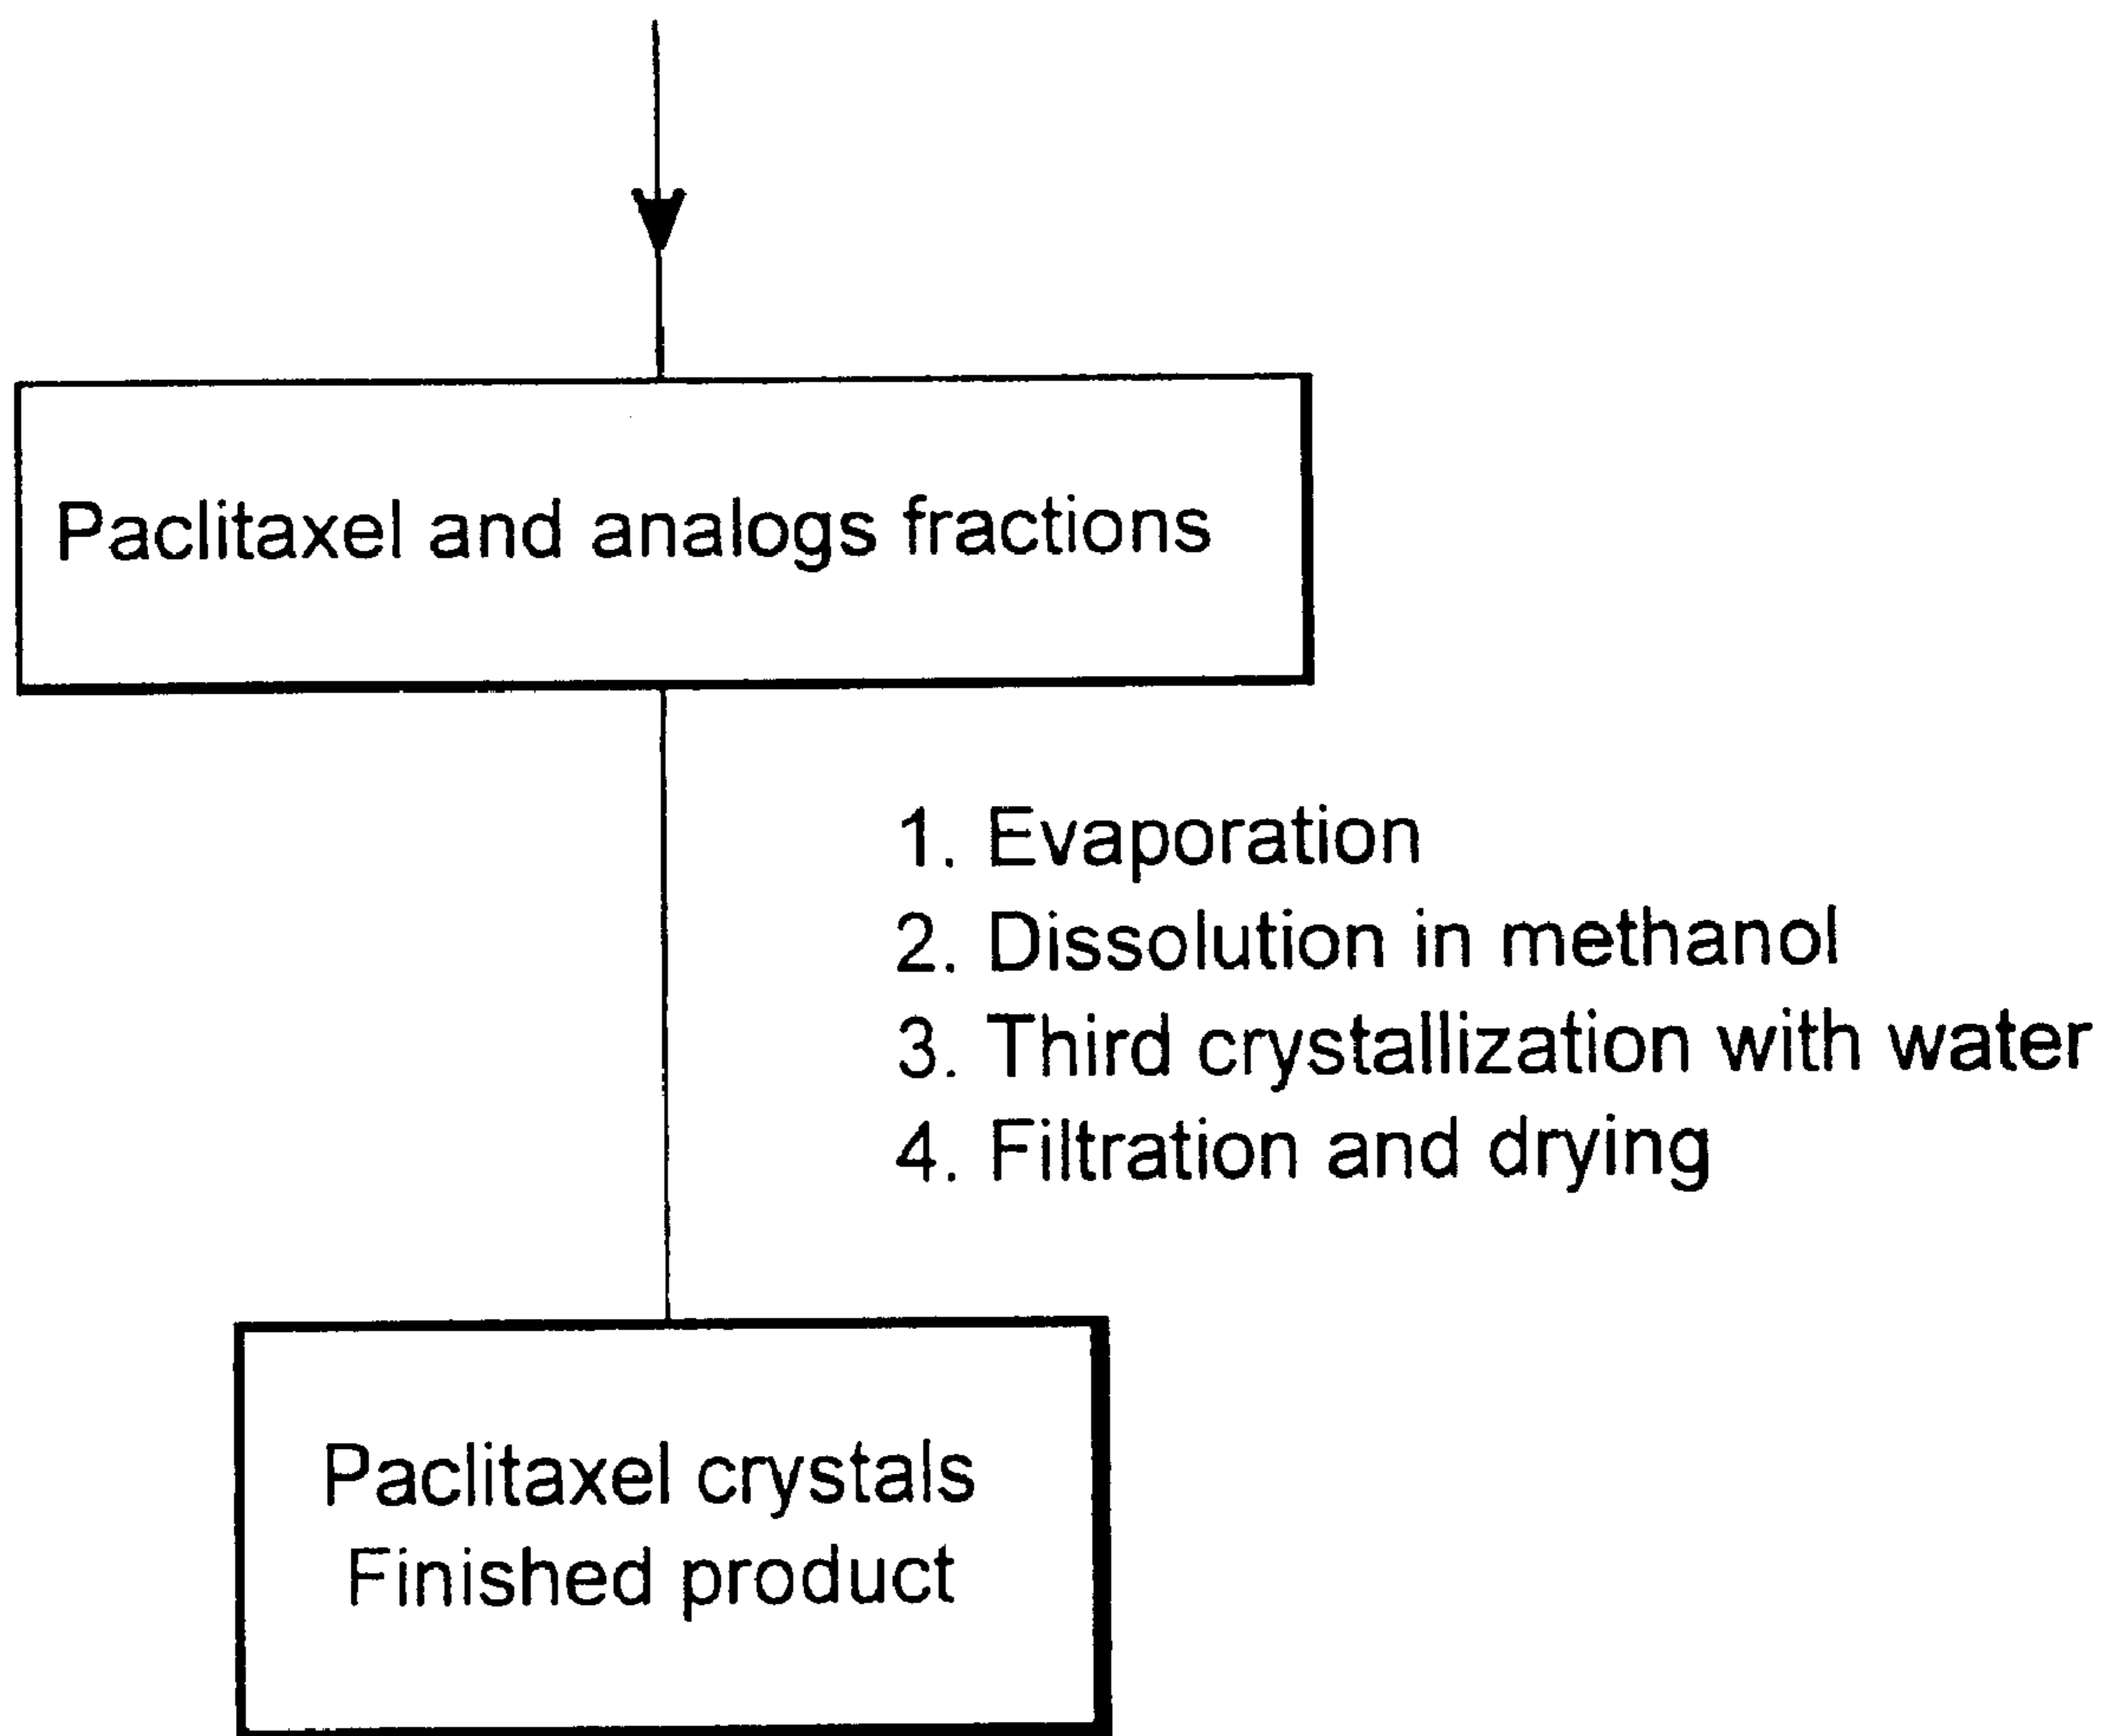 Paclitaxel and analogs fractions
1. Evaporation
2. Dissolution in methanol
3. Third crystallization with water
4. Filtration and drying
Paclitaxel crystals
Finished product